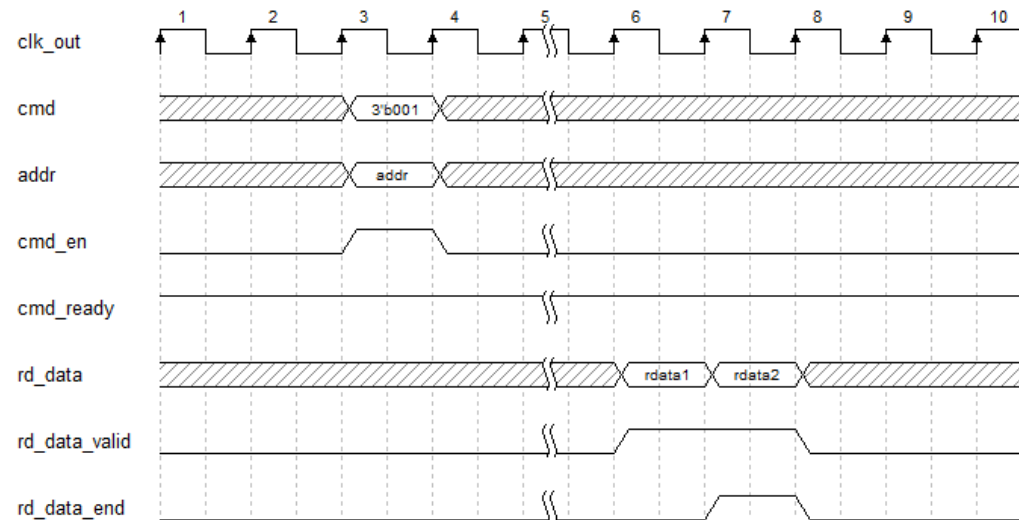 1 2 3 4 5 6 7 8 9 10
clk_out
cmd 3'b001
addr addr
cmd_en
cmd_ready
rd_data rdata1 rdata2
rd_data_valid
rd_data_end